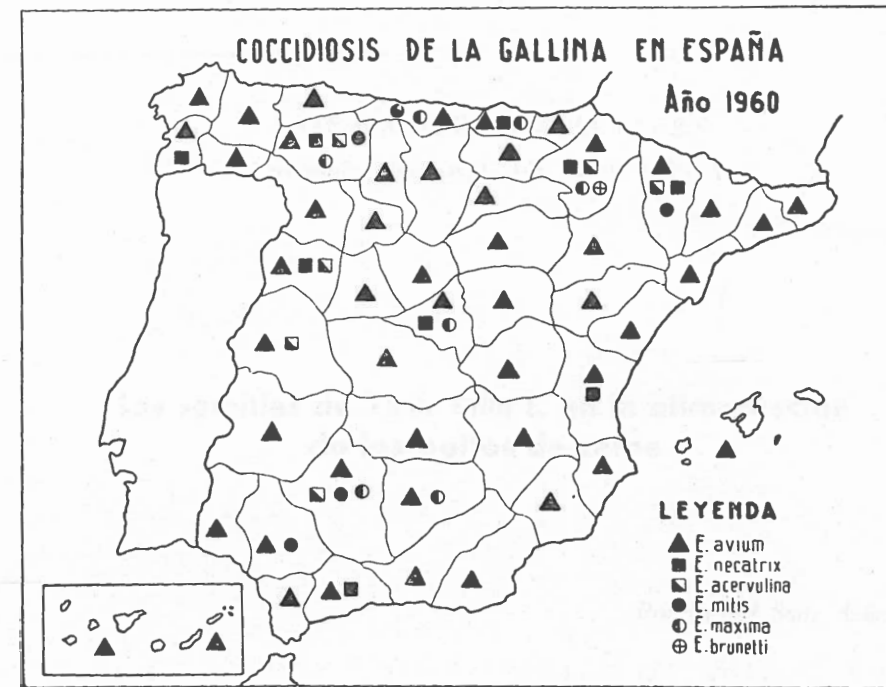 COCCIDIOSIS DE LA GALLINA EN ESPAÑA
Año 1960
LEYENDA
E. avium
E. necatrix
E. acervulina
E. mitis
E. maxima
E. brunetti